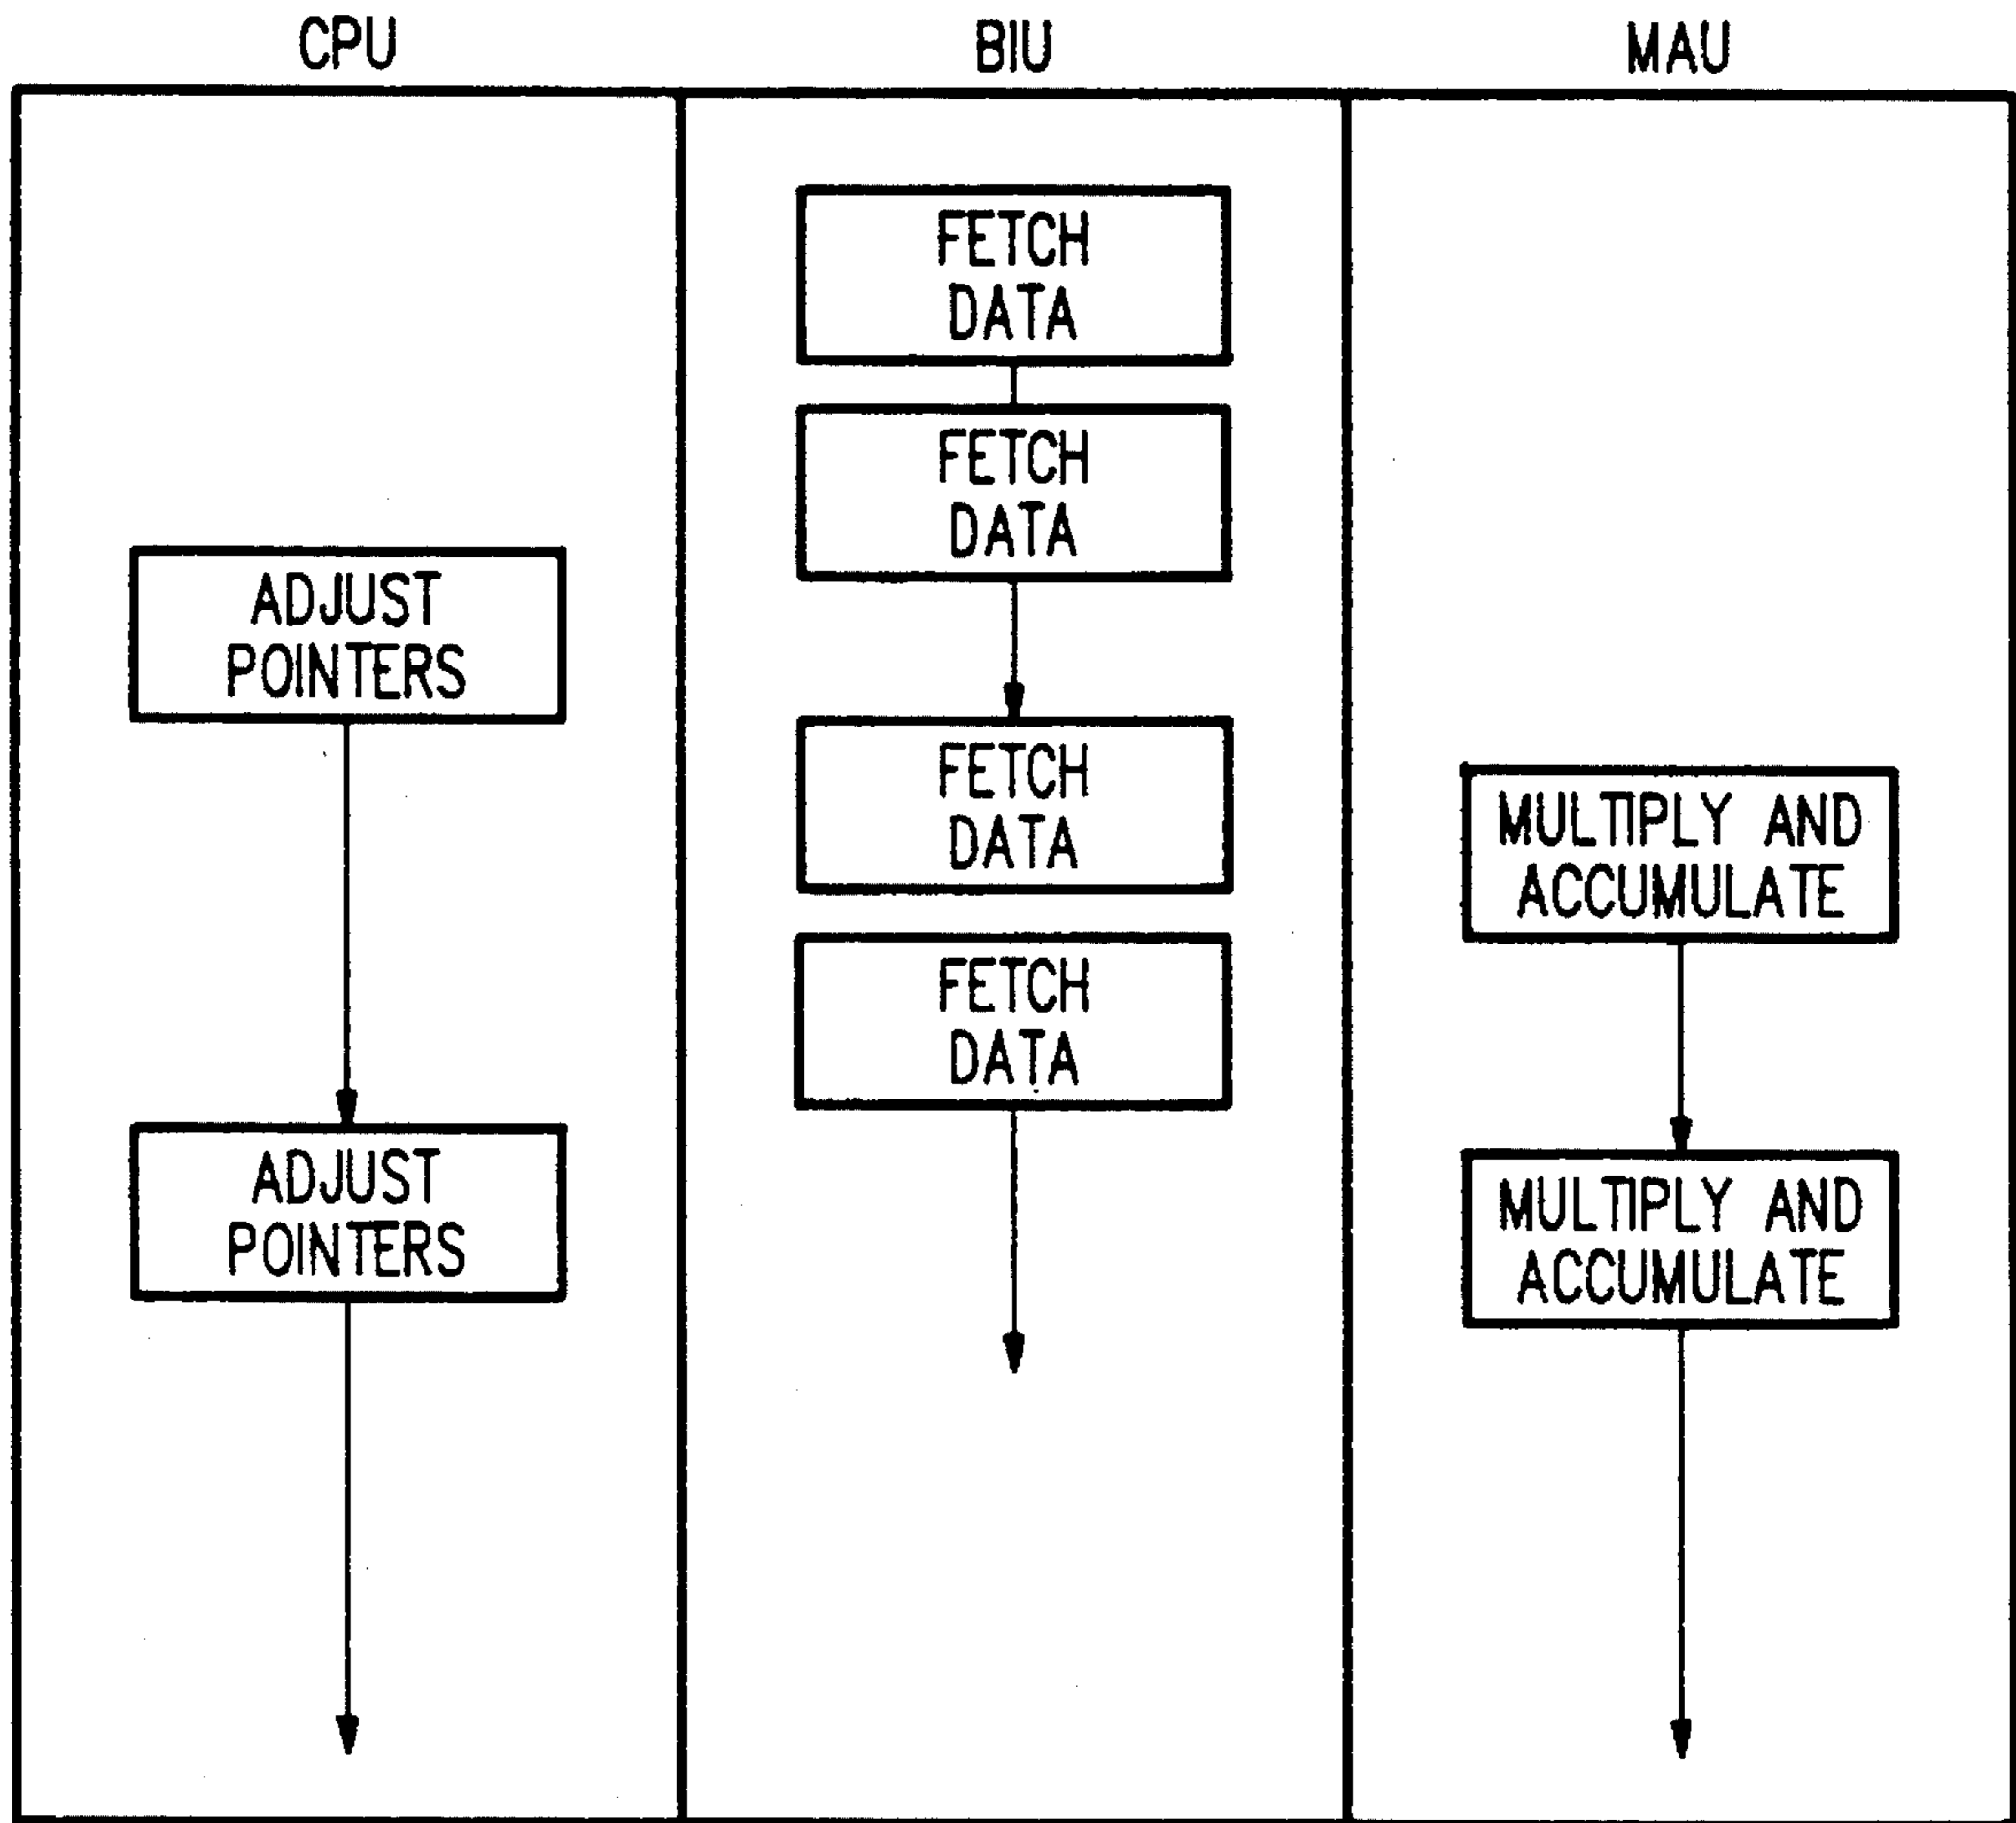 CPU
BIU
MAU
FETCH
DATA
FETCH
DATA
ADJUST
POINTERS
FETCH
DATA
MULTIPLY AND
ACCUMULATE
FETCH
DATA
ADJUST
POINTERS
MULTIPLY AND
ACCUMULATE